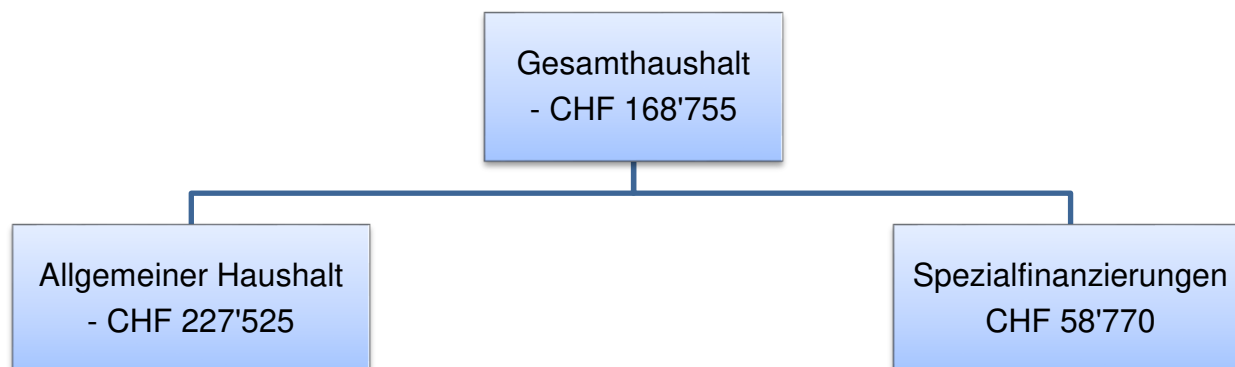 Gesamthaushalt
- CHF 168'755
Allgemeiner Haushalt
- CHF 227'525
Spezialfinanzierungen
CHF 58'770